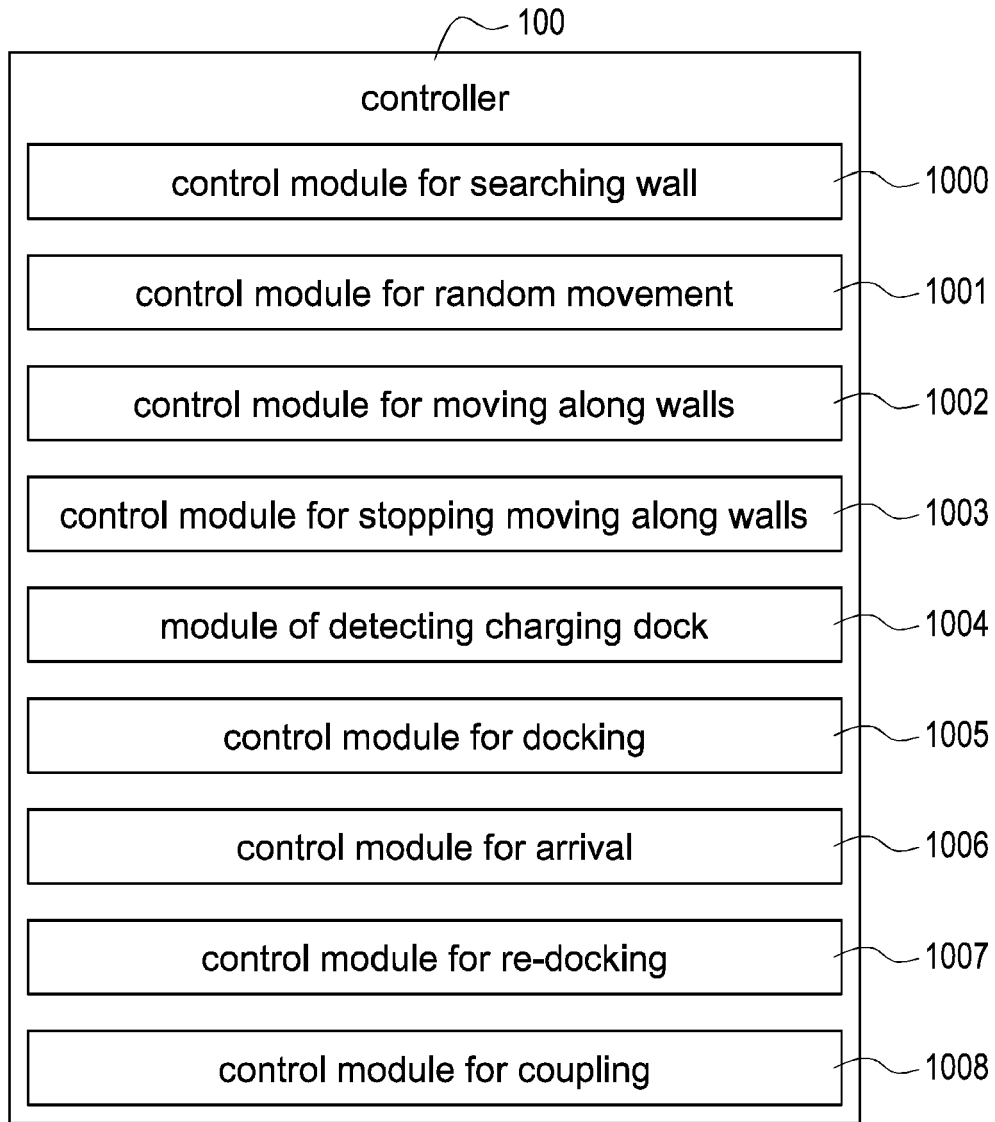 100
controller
control module for searching wall 1000
control module for random movement 1001
control module for moving along walls 1002
control module for stopping moving along walls 1003
module of detecting charging dock 1004
control module for docking 1005
control module for arrival 1006
control module for re-docking 1007
control module for coupling 1008